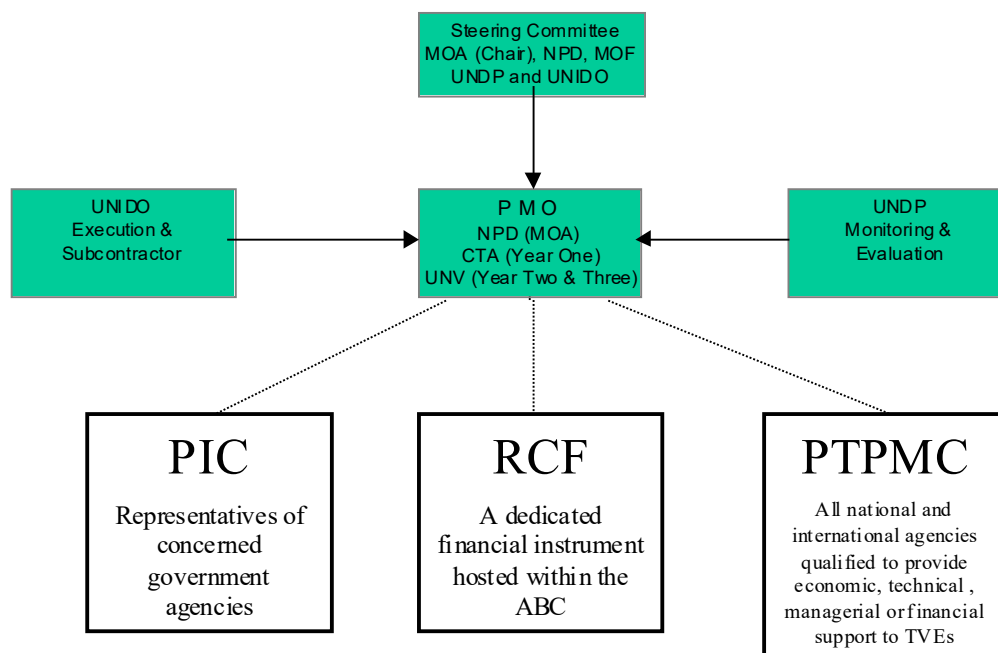 Steering Committee
MOA (Chair), NPD, MOF
UNDP and UNIDO
UNIDO
Execution &
Subcontractor
P M O
NPD (MOA)
CTA (Year One)
UNV (Year Two & Three)
UNDP
Monitoring &
Evaluation
PIC
Representatives of
concerned
government
agencies
RCF
A dedicated
financial instrument
hosted within the
ABC
PTPMC
All national and
international agencies
qualified to provide
economic, technical ,
managerial or financial
support to TVEs